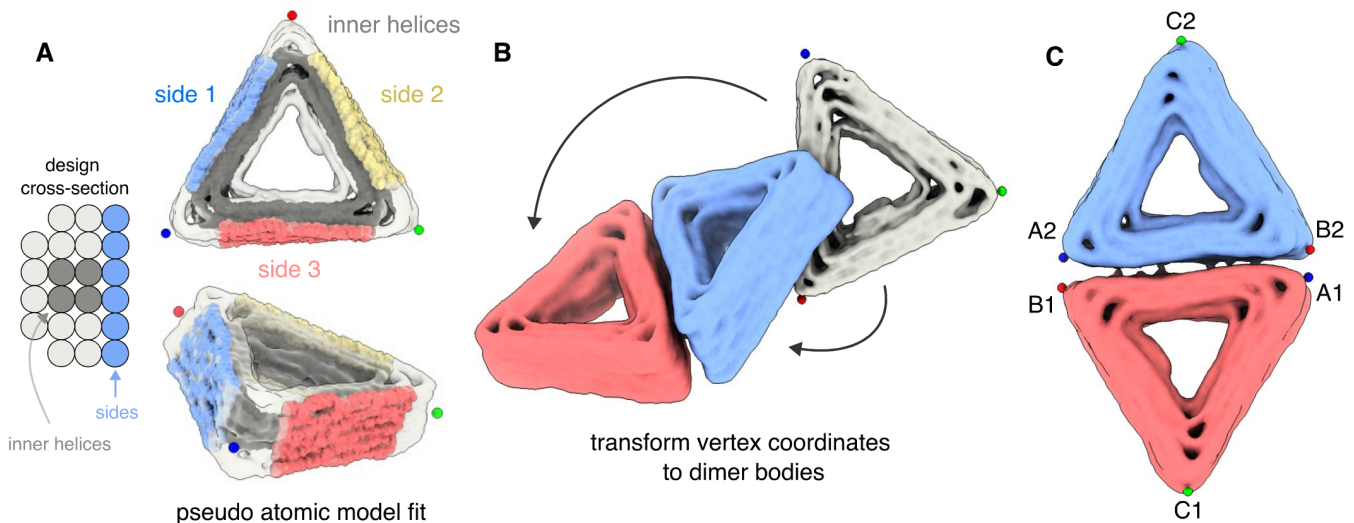 A
inner helices
side 1
side 2
design
cross-section
side 3
sides
inner helices
pseudo atomic model fit
B
transform vertex coordinates
to dimer bodies
C
C2
A2
B2
B1
A1
C1